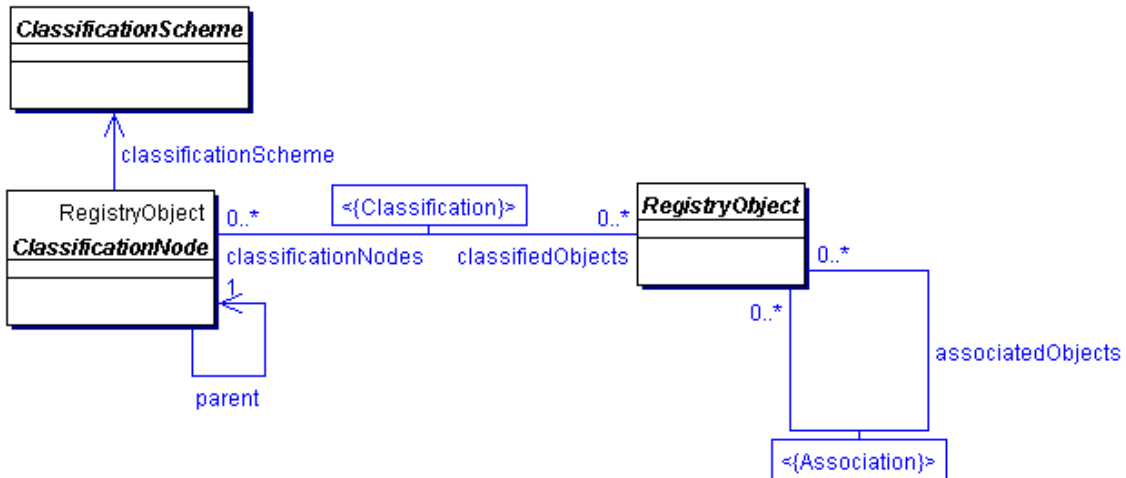 ClassificationScheme
classificationScheme
RegistryObject
ClassificationNode
0..*
<{Classification}>
0..*
classificationNodes
classifiedObjects
RegistryObject
1
parent
0..*
0..*
associatedObjects
<{Association}>